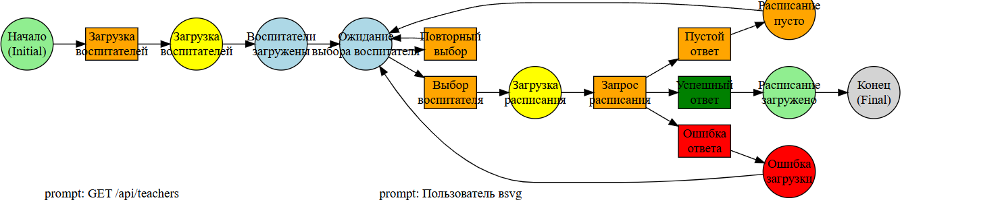 Начало
(Initial)
Загрузка
воспитателей
Загрузка
воспитателей
Воспитатели
загружены
Ожидание
выбора воспитателя
Повторный
выбор
Выбор
воспитателя
Загрузка
расписания
Запрос
расписания
Пустой
ответ
Расписание
пусто
Успешный
ответ
Расписание
загружено
Конец
(Final)
Ошибка
ответа
Ошибка
загрузки
prompt: GET /api/teachers
prompt: Пользователь вsvg